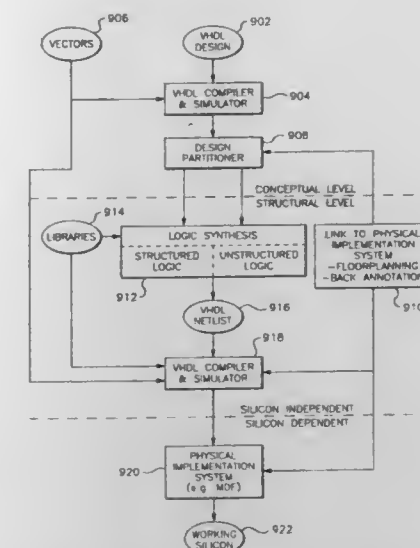 906
VECTORS
902
VHDL
DESIGN
VHDL COMPILER
& SIMULATOR
904
908
DESIGN
PARTITIONER
CONCEPTUAL LEVEL
STRUCTURAL LEVEL
914
LIBRARIES
LOGIC SYNTHESIS
STRUCTURED
LOGIC
UNSTRUCTURED
LOGIC
912
LINK TO PHYSICAL
IMPLEMENTATION
SYSTEM
-FLOORPLANNING
-BACK ANNOTATION
910
VHDL
NETLIST
916
918
VHDL COMPILER
& SIMULATOR
SILICON INDEPENDENT
SILICON DEPENDENT
920
PHYSICAL
IMPLEMENTATION
SYSTEM
(e.g. MDE)
WORKING
SILICON
922